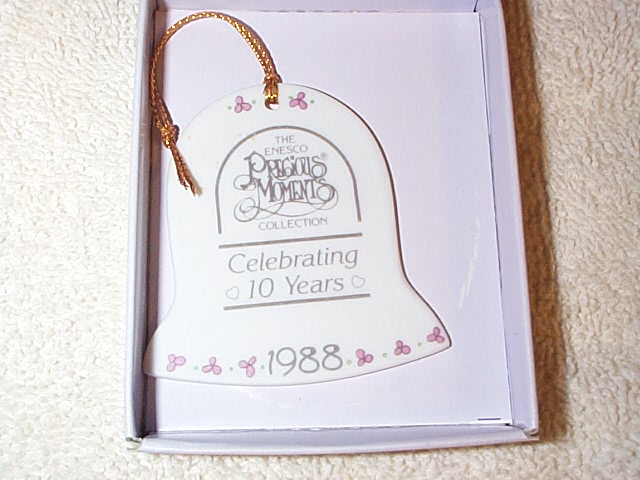 THE
ENESCO
PRECIOUS®
MOMENTS
COLLECTION
Celebrating
10 Years
1988